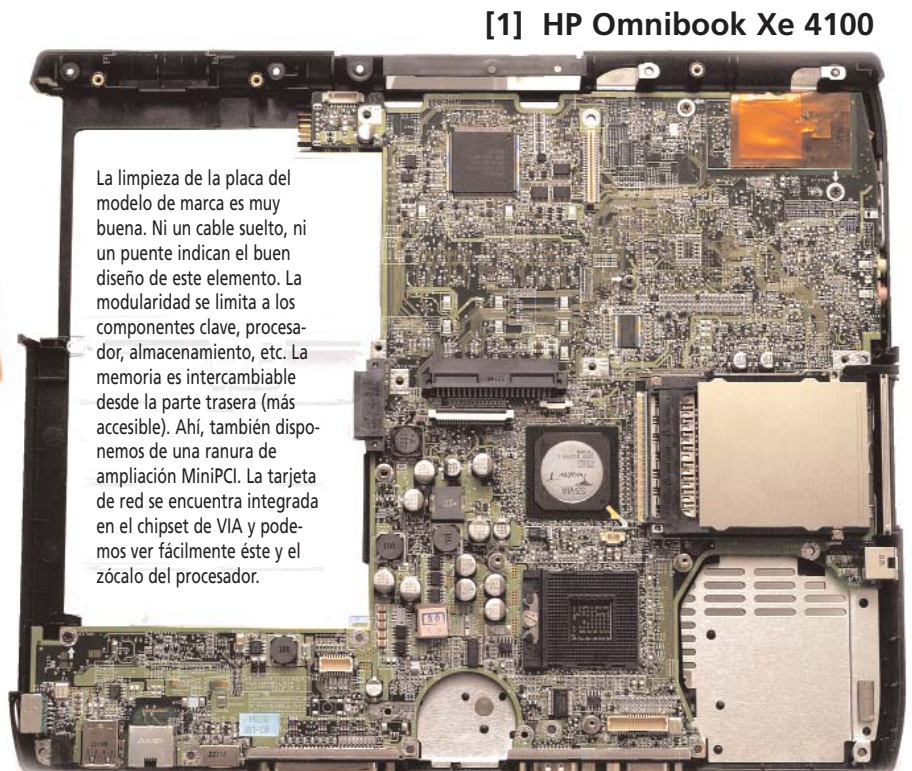 [1] HP Omnibook Xe 4100
La limpieza de la placa del
modelo de marca es muy
buena. Ni un cable suelto, ni
un puente indican el buen
diseño de este elemento. La
modularidad se limita a los
componentes clave, procesa-
dor, almacenamiento, etc. La
memoria es intercambiable
desde la parte trasera (más
accesible). Ahí, también dispo-
nemos de una ranura de
ampliación MiniPCI. La tarjeta
de red se encuentra integrada
en el chipset de VIA y pode-
mos ver fácilmente éste y el
zócalo del procesador.